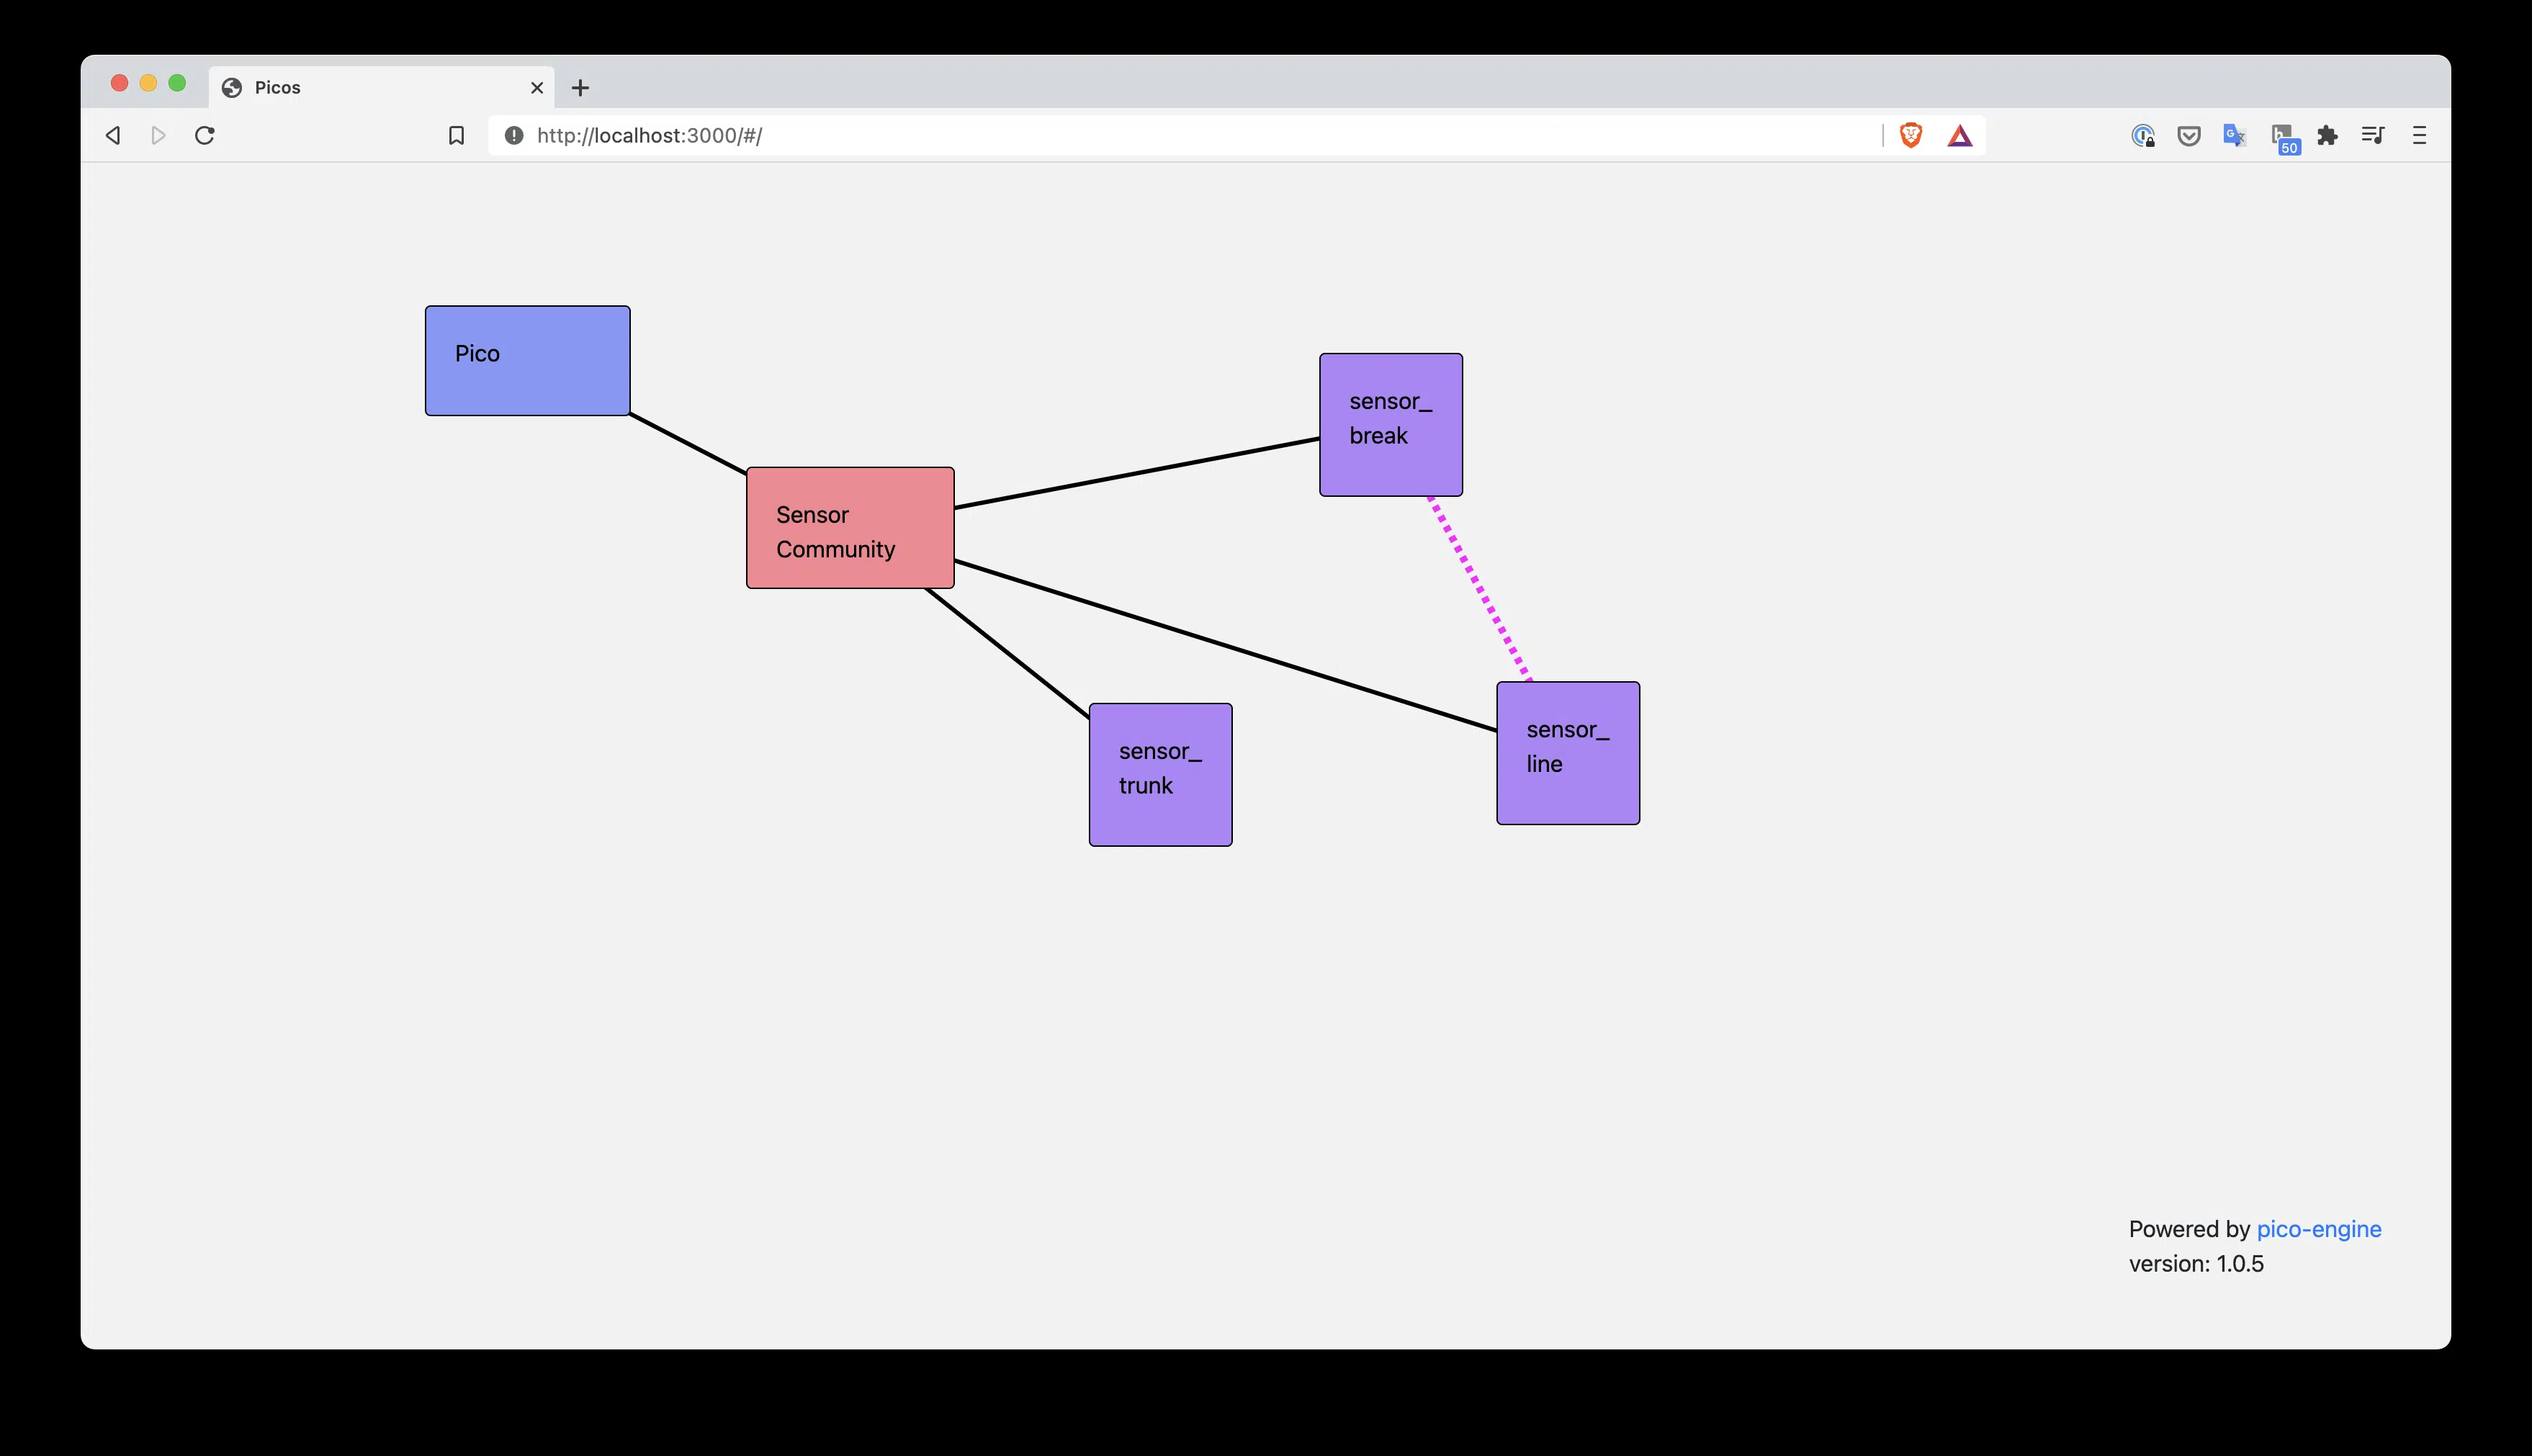 Picos
http://localhost:3000/#/
50
Pico
sensor_
break
Sensor
Community
sensor_
line
sensor_
trunk
Powered by pico-engine
version: 1.0.5